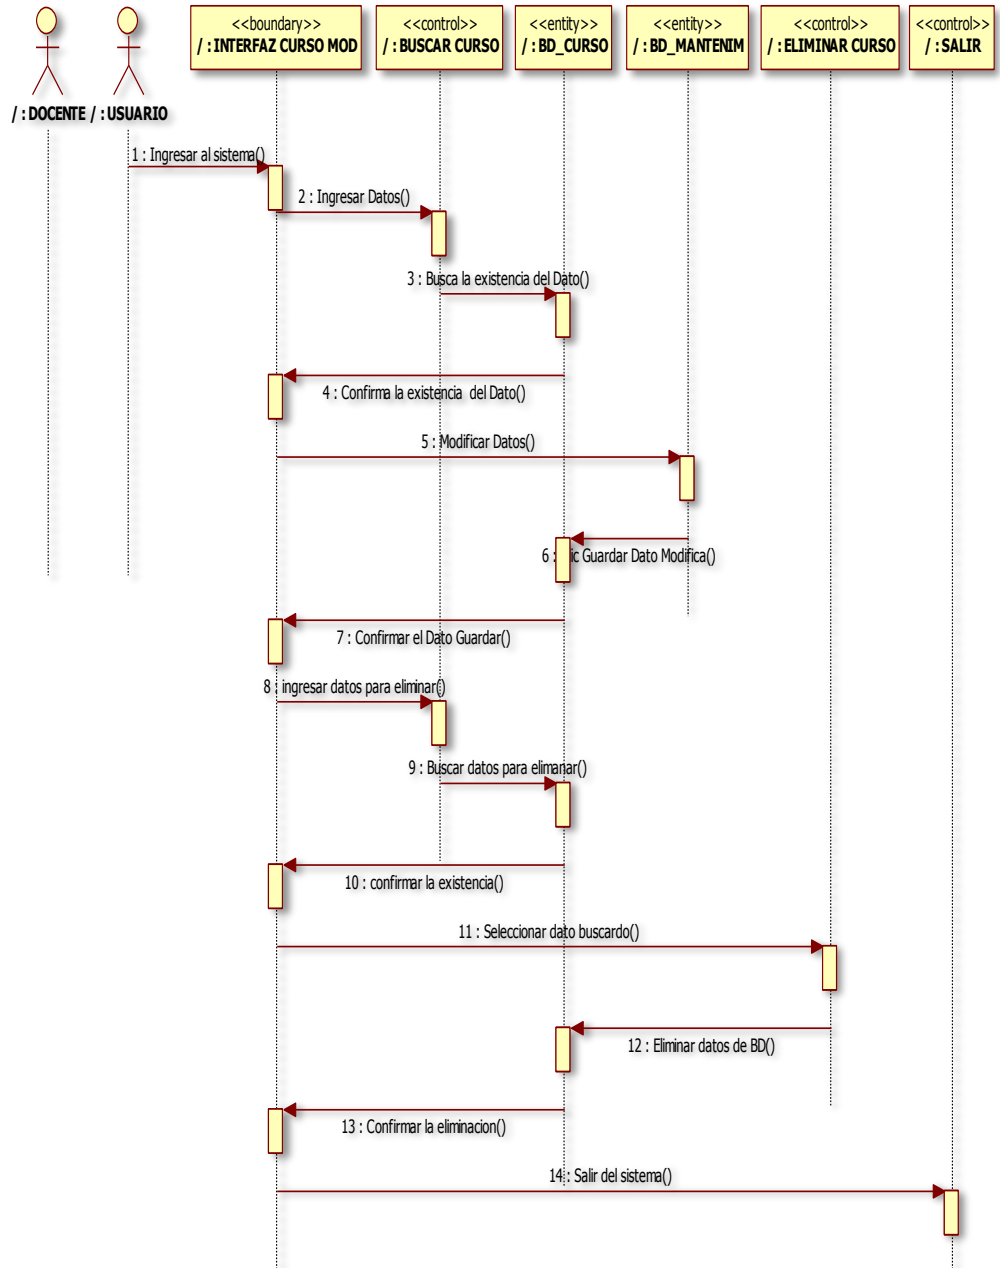 <<boundary>>
/ : INTERFAZ CURSO MOD
<<control>>
/ : BUSCAR CURSO
<<entity>>
/ : BD_CURSO
<<entity>>
/ : BD_MANTENIM
<<control>>
/ : ELIMINAR CURSO
<<control>>
/ : SALIR
/ : DOCENTE
/ : USUARIO
1 : Ingresar al sistema()
2 : Ingresar Datos()
3 : Busca la existencia del Dato()
4 : Confirma la existencia del Dato()
5 : Modificar Datos()
6 : Guardar Dato Modifica()
7 : Confirmar el Dato Guardar()
8 : ingresar datos para eliminar()
9 : Buscar datos para elimanar()
10 : confirmar la existencia()
11 : Seleccionar dato buscardo()
12 : Eliminar datos de BD()
13 : Confirmar la eliminacion()
14 : Salir del sistema()